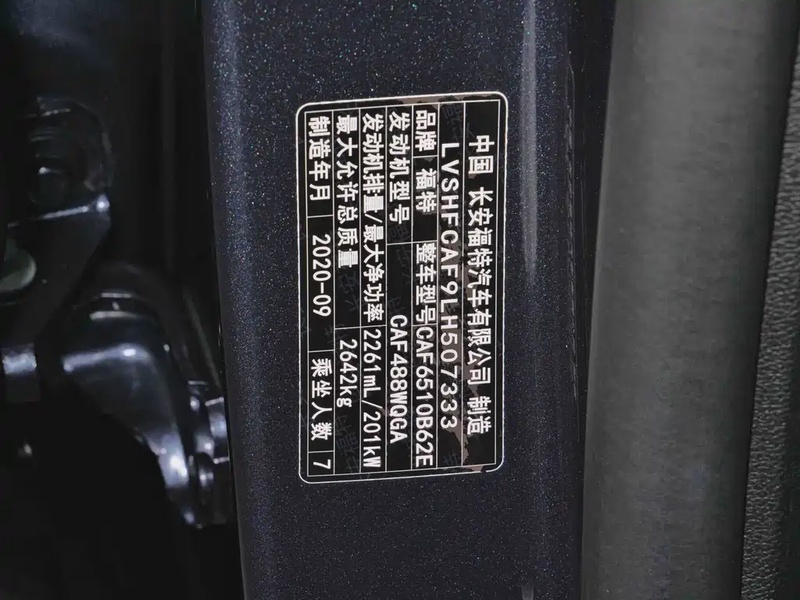 中国 长安福特汽车有限公司 制造
LVSHFCAF9LH507333
品牌 福特 整车型号 CAF6510B62E
发动机型号 CAF488WQGA
发动机排量/最大净功率 2261mL/201kW
最大允许总质量 2642kg
制造年月 2020-09 乘坐人数 7